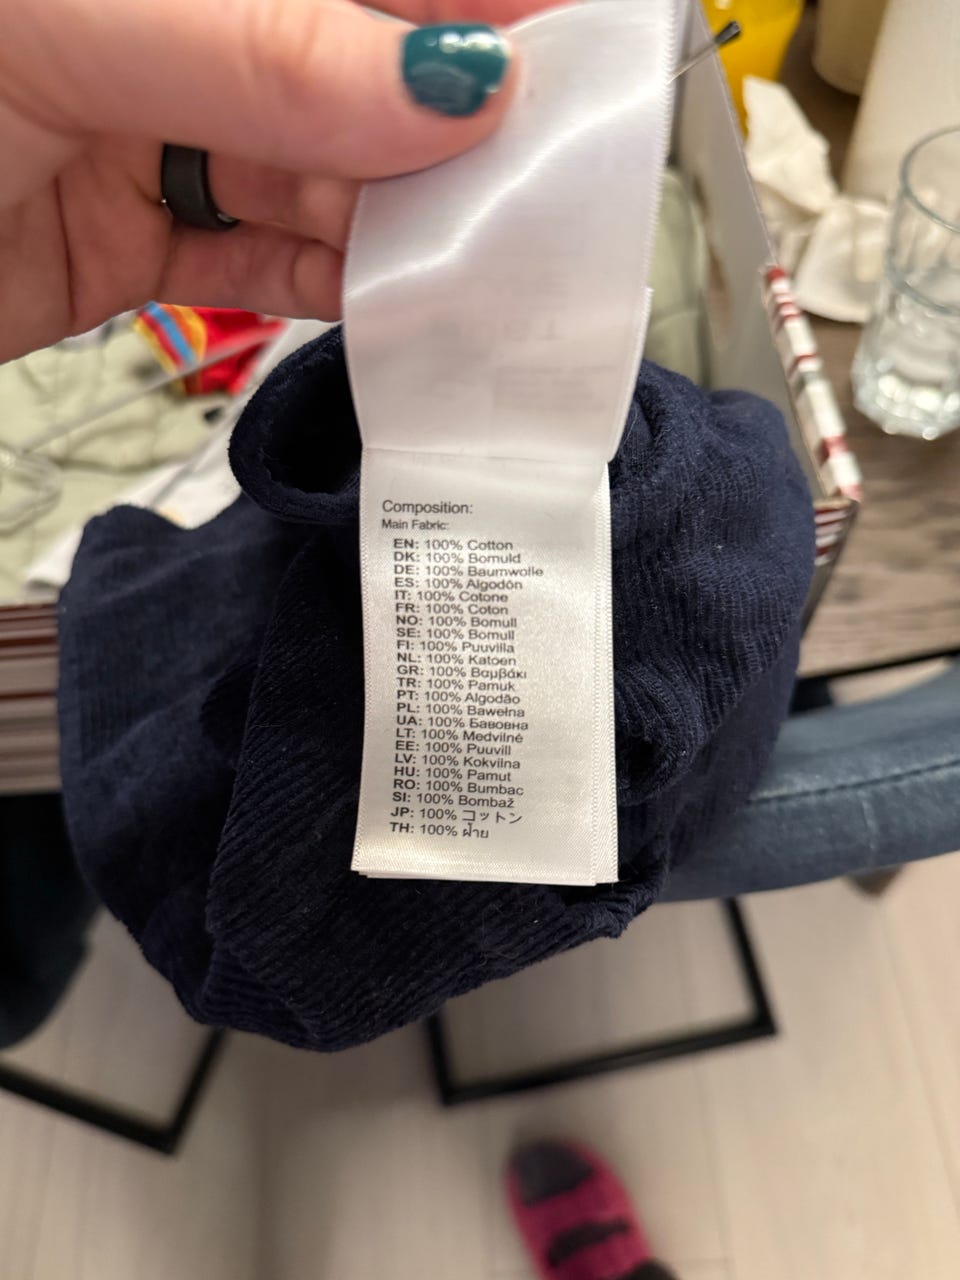 Composition:
Main Fabric:
EN: 100% Cotton
DK: 100% Bomuld
DE: 100% Baumwolle
ES: 100% Algodón
IT: 100% Cotone
FR: 100% Coton
NO: 100% Bomull
SE: 100% Bomull
FI: 100% Puuvilla
NL: 100% Katoen
GR: 100% Βαμβάκι
TR: 100% Pamuk
PT: 100% Algodão
PL: 100% Bawełna
UA: 100% Бавовна
LT: 100% Medvilnė
EE: 100% Puuvill
LV: 100% Kokvilna
HU: 100% Pamut
RO: 100% Bumbac
SI: 100% Bombaž
JP: 100% コットン
TH: 100% ฝ้าย